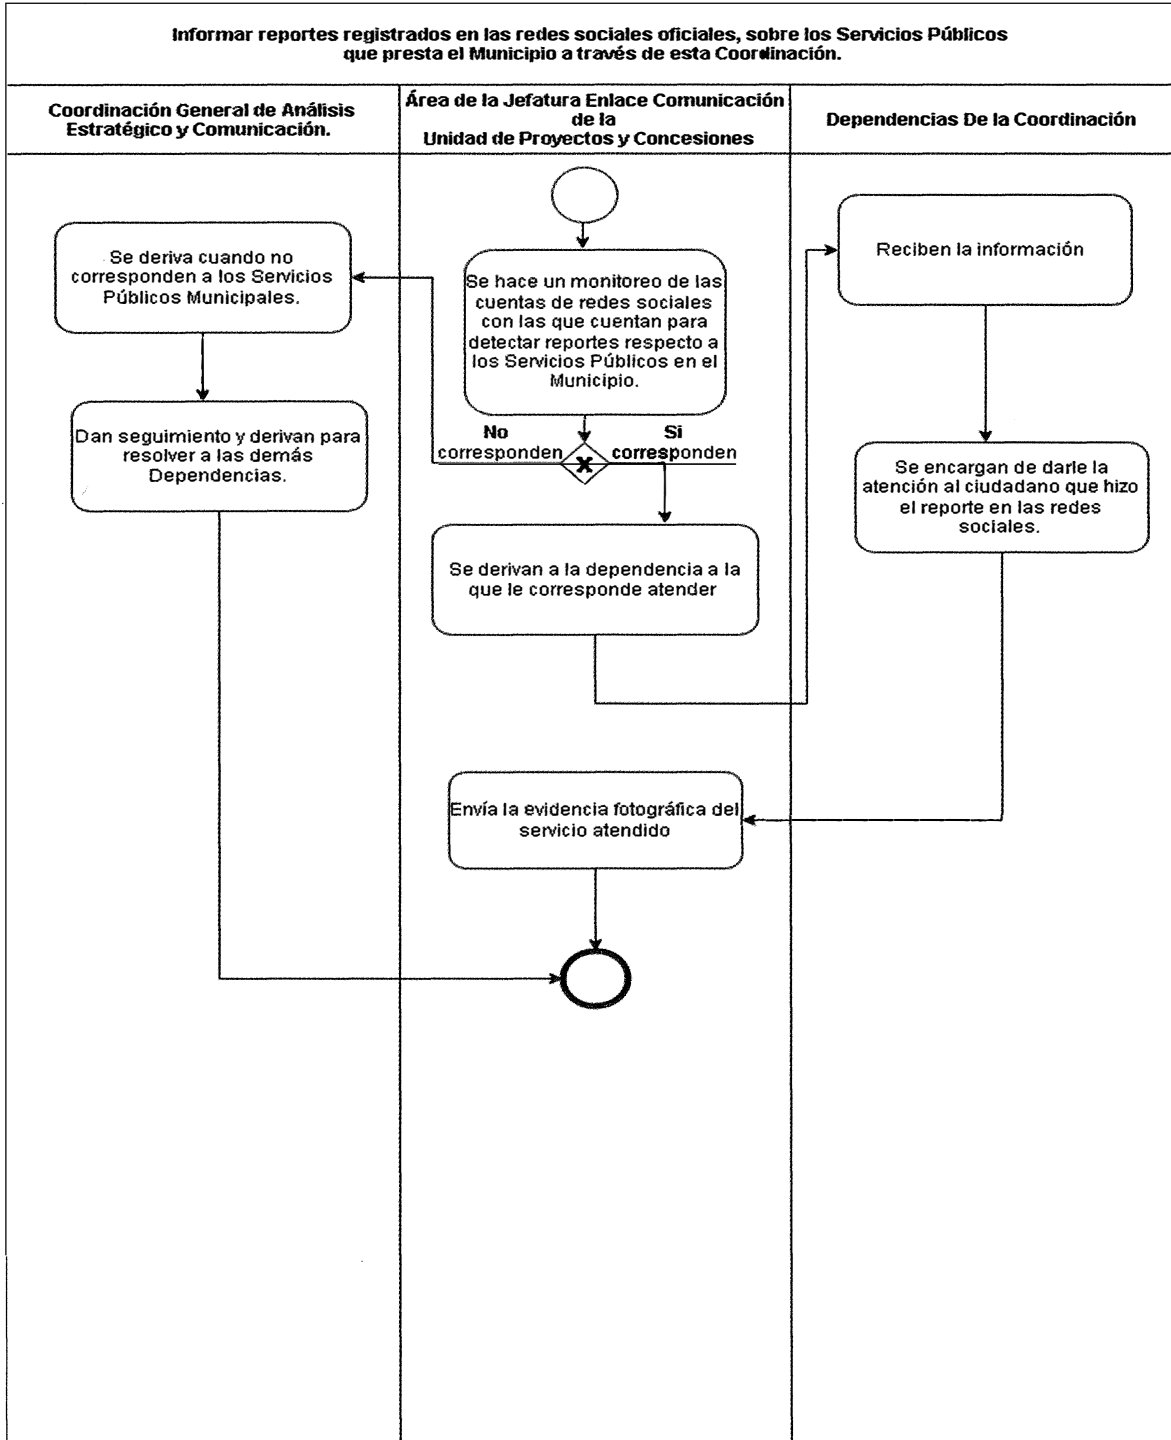 Informar reportes registrados en las redes sociales oficiales, sobre los Servicios Públicos
que presta el Municipio a través de esta Coordinación.
Coordinación General de Análisis
Estratégico y Comunicación.
Área de la Jefatura Enlace Comunicación
de la
Unidad de Proyectos y Concesiones
Dependencias De la Coordinación
Se deriva cuando no
corresponden a los Servicios
Públicos Municipales.
Se hace un monitoreo de las
cuentas de redes sociales
con las que cuentan para
detectar reportes respecto a
los Servicios Públicos en el
Municipio.
Reciben la información
Dan seguimiento y derivan para
resolver a las demás
Dependencias.
No
corresponden
X
Si
corresponden
Se encargan de darle la
atención al ciudadano que hizo
el reporte en las redes
sociales.
Se derivan a la dependencia a la
que le corresponde atender
Envía la evidencia fotográfica del
servicio atendido